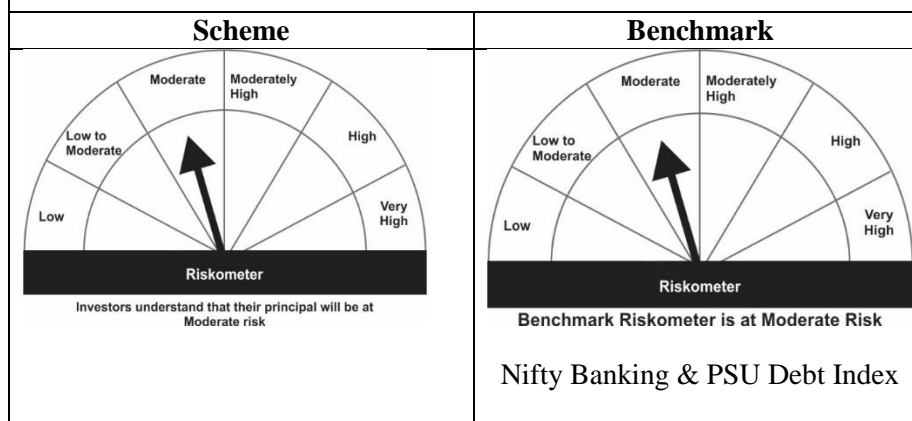 Scheme
Benchmark
Moderate
Moderately
High
Low to
Moderate
High
Low
Very
High
Riskometer
Investors understand that their principal will be at
Moderate risk
Moderate
Moderately
High
Low to
Moderate
High
Low
Very
High
Riskometer
Benchmark Riskometer is at Moderate Risk
Nifty Banking & PSU Debt Index